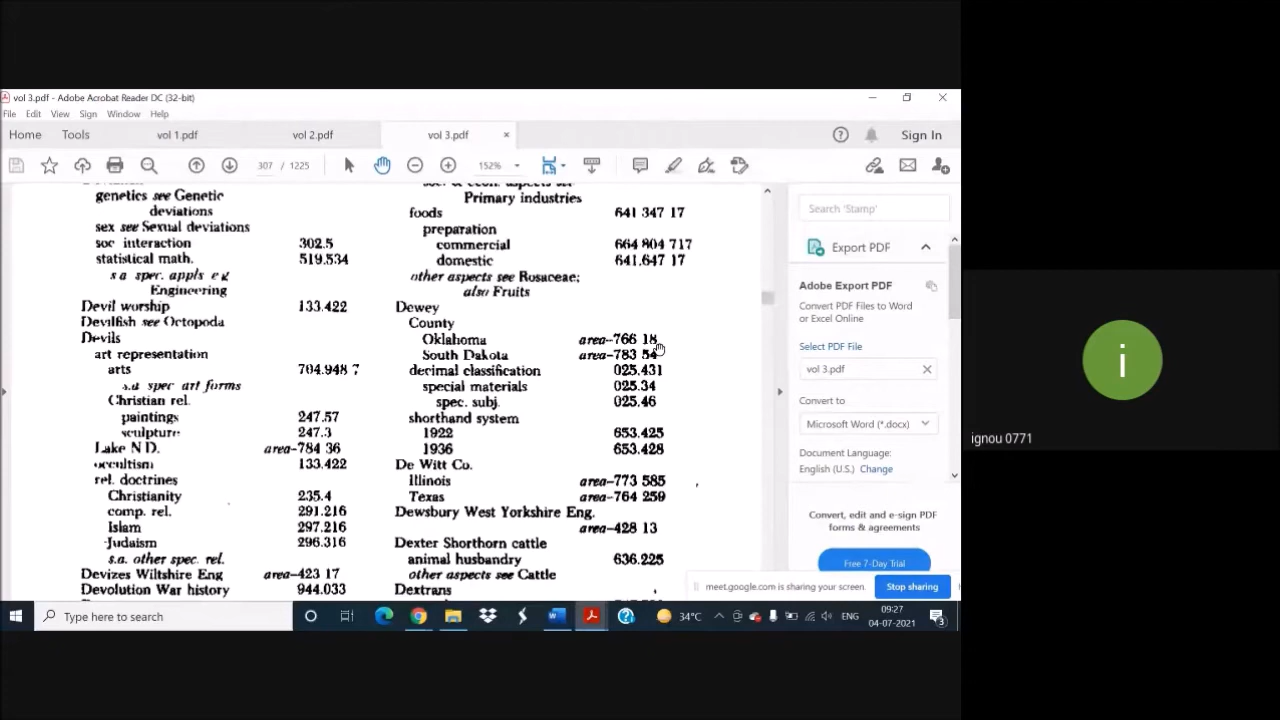 vol 3.pdf - Adobe Acrobat Reader DC (32-bit)
File Edit View Sign Window Help
Home Tools vol 1.pdf vol 2.pdf vol 3.pdf × Sign In
307 / 1225 152%
genetics see Genetic
deviations
sex see Sexual deviations
soc interaction 302.5
statistical math. 519.534
s a spec. appls e g
Engineering
Devil worship 133.422
Devilfish see Octopoda
Devils
art representation
arts 704.948 7
s.a spec art forms
Christian rel.
paintings 247.57
sculpture 247.3
Lake N D. area-784 36
occultism 133.422
rel. doctrines
Christianity 235.4
comp. rel. 291.216
Islam 297.216
Judaism 296.316
s.a. other spec. rel.
Devizes Wiltshire Eng area-423 17
Devolution War history 944.033
Primary industries
foods 641 347 17
preparation
commercial 664 804 717
domestic 641.647 17
other aspects see Rosaceae;
also Fruits
Dewey
County
Oklahoma area-766 18
South Dakota area-783 54
decimal classification 025.431
special materials 025.34
spec. subj. 025.46
shorthand system
1922 653.425
1936 653.428
De Witt Co.
Illinois area-773 585
Texas area-764 259
Dewsbury West Yorkshire Eng.
area-428 13
Dexter Shorthorn cattle
animal husbandry 636.225
other aspects see Cattle
Dextrans
Search 'Stamp'
Export PDF
Adobe Export PDF
Convert PDF Files to Word
or Excel Online
Select PDF File
vol 3.pdf ×
Convert to
Microsoft Word (*.docx)
Document Language:
English (U.S.) Change
Convert, edit and e-sign PDF
forms & agreements
Free 7-Day Trial
meet.google.com is sharing your screen. Stop sharing
Type here to search
34°C ENG
09:27
04-07-2021
3
i
ignou 0771